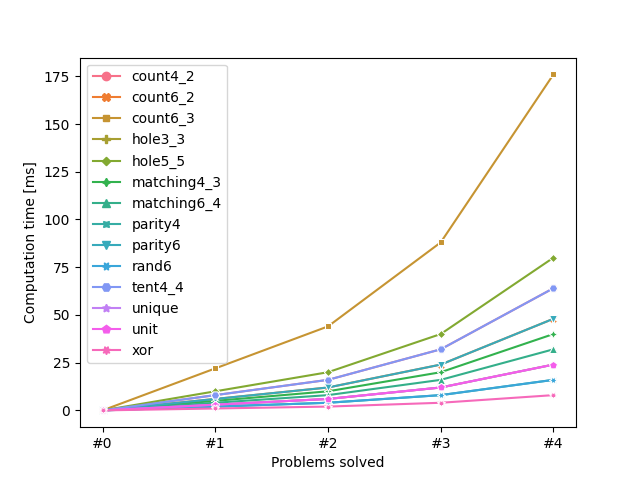 175
150
125
100
75
50
25
0
Computation time [ms]
count4_2
count6_2
count6_3
hole3_3
hole5_5
matching4_3
matching6_4
parity4
parity6
rand6
tent4_4
unique
unit
xor
#0 #1 #2 #3 #4
Problems solved